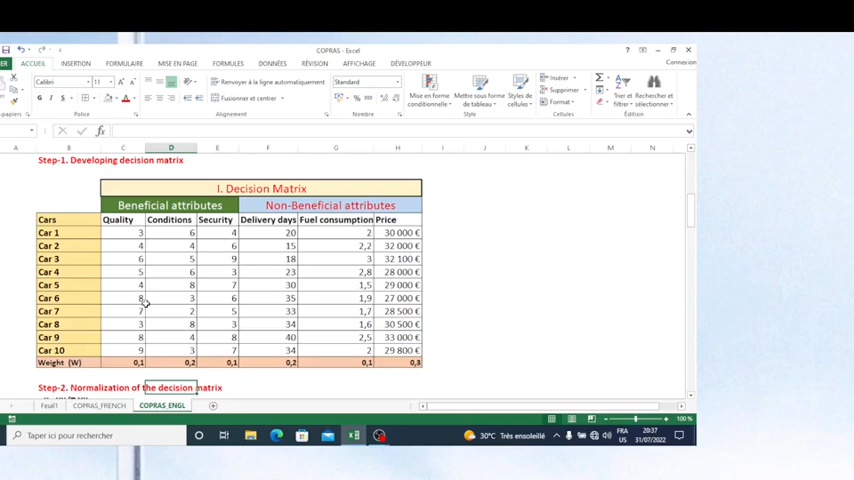 COPRAS - Excel
ACCUEIL INSERTION FORMULAIRE MISE EN PAGE FORMULES DONNÉES RÉVISION AFFICHAGE DÉVELOPPEUR
Connexion
Calibri 11 Renvoyer à la ligne automatiquement Standard Insérer
G Fusionner et centrer % Supprimer
Mise en forme conditionnelle Mettre sous forme de tableau Styles de cellules Format Trier et filtrer Rechercher et sélectionner
Police Alignement Nombre Style Cellules Édition
A B C D E F G H I J K L M N
Step-1. Developing decision matrix
I. Decision Matrix
Beneficial attributes Non-Beneficial attributes
Cars Quality Conditions Security Delivery days Fuel consumption Price
Car 1 3 6 4 20 2 30 000 €
Car 2 4 4 6 15 2,2 32 000 €
Car 3 6 5 9 18 3 32 100 €
Car 4 5 6 3 23 2,8 28 000 €
Car 5 4 8 7 30 1,5 29 000 €
Car 6 8 3 6 35 1,9 27 000 €
Car 7 7 2 5 33 1,7 28 500 €
Car 8 3 8 3 34 1,6 30 500 €
Car 9 8 4 8 40 2,5 33 000 €
Car 10 9 3 7 34 2 29 800 €
Weight (W) 0,1 0,2 0,1 0,2 0,1 0,3
Step-2. Normalization of the decision matrix
Feuil1 COPRAS_FRENCH COPRAS_ENGL
100 %
Taper ici pour rechercher 30°C Très ensoleillé FRA 20:37
US 31/07/2022